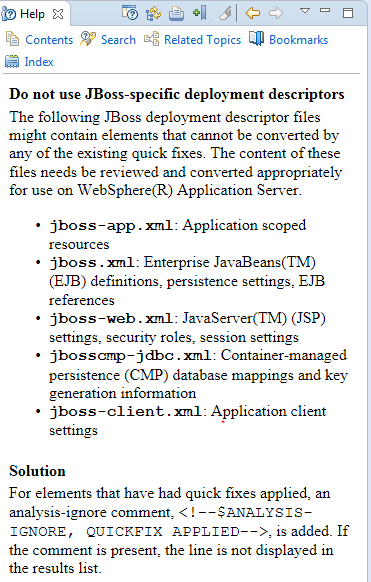 Help
Contents Search Related Topics Bookmarks
Index
Do not use JBoss-specific deployment descriptors
The following JBoss deployment descriptor files
might contain elements that cannot be converted by
any of the existing quick fixes. The content of these
files needs be reviewed and converted appropriately
for use on WebSphere(R) Application Server.
• jboss-app.xml: Application scoped
resources
• jboss.xml: Enterprise JavaBeans(TM)
(EJB) definitions, persistence settings, EJB
references
• jboss-web.xml: JavaServer(TM) (JSP)
settings, security roles, session settings
• jbosscmp-jdbc.xml: Container-managed
persistence (CMP) database mappings and key
generation information
• jboss-client.xml: Application client
settings
Solution
For elements that have had quick fixes applied, an
analysis-ignore comment, <!--$ANALYSIS-
IGNORE, QUICKFIX APPLIED-->, is added. If
the comment is present, the line is not displayed in
the results list.